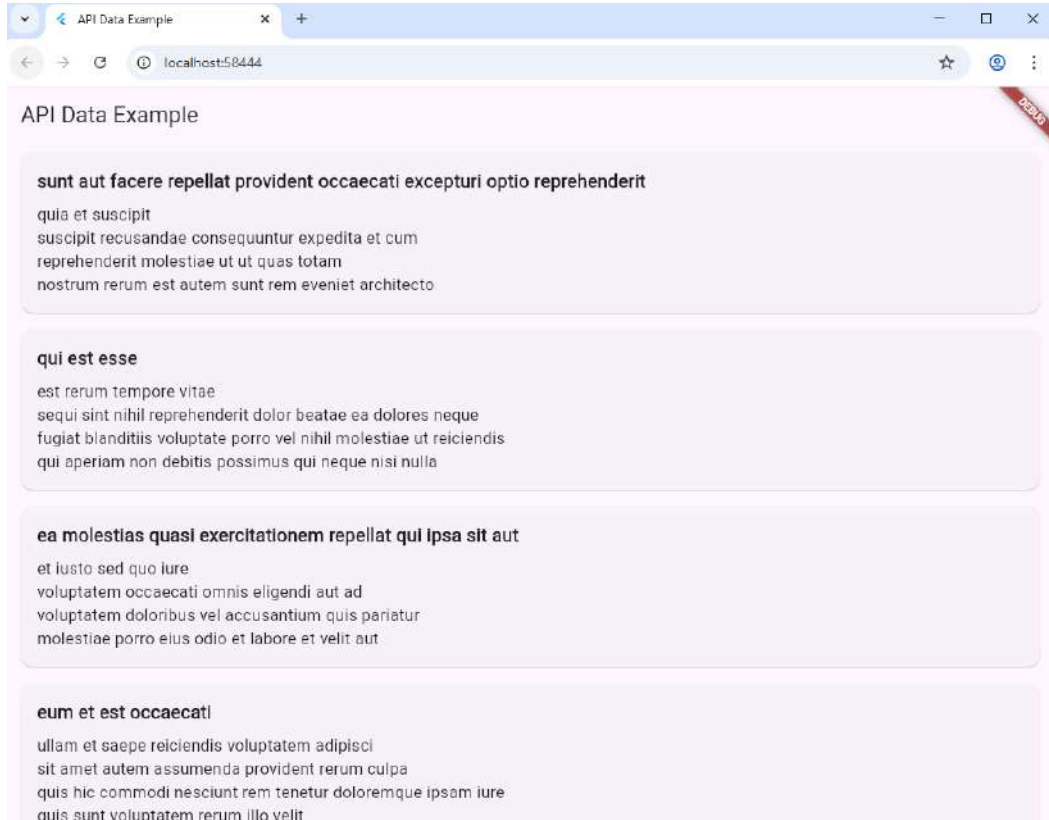 API Data Example
localhost:58444
API Data Example
DEBUG
sunt aut facere repellat provident occaecati excepturi optio reprehenderit
quia et suscipit
suscipit recusandae consequuntur expedita et cum
reprehenderit molestiae ut ut quas totam
nostrum rerum est autem sunt rem eveniet architecto
qui est esse
est rerum tempore vitae
sequi sint nihil reprehenderit dolor beatae ea dolores neque
fugiat blanditiis voluptate porro vel nihil molestiae ut reiciendis
qui aperiam non debitis possimus qui neque nisi nulla
ea molestias quasi exercitationem repellat qui ipsa sit aut
et iusto sed quo iure
voluptatem occaecati omnis eligendi aut ad
voluptatem doloribus vel accusantium quis pariatur
molestiae porro eius odio et labore et velit aut
eum et est occaecati
ullam et saepe reiciendis voluptatem adipisci
sit amet autem assumenda provident rerum culpa
quis hic commodi nesciunt rem tenetur doloremque ipsam iure
quis sunt voluptatem rerum illo velit